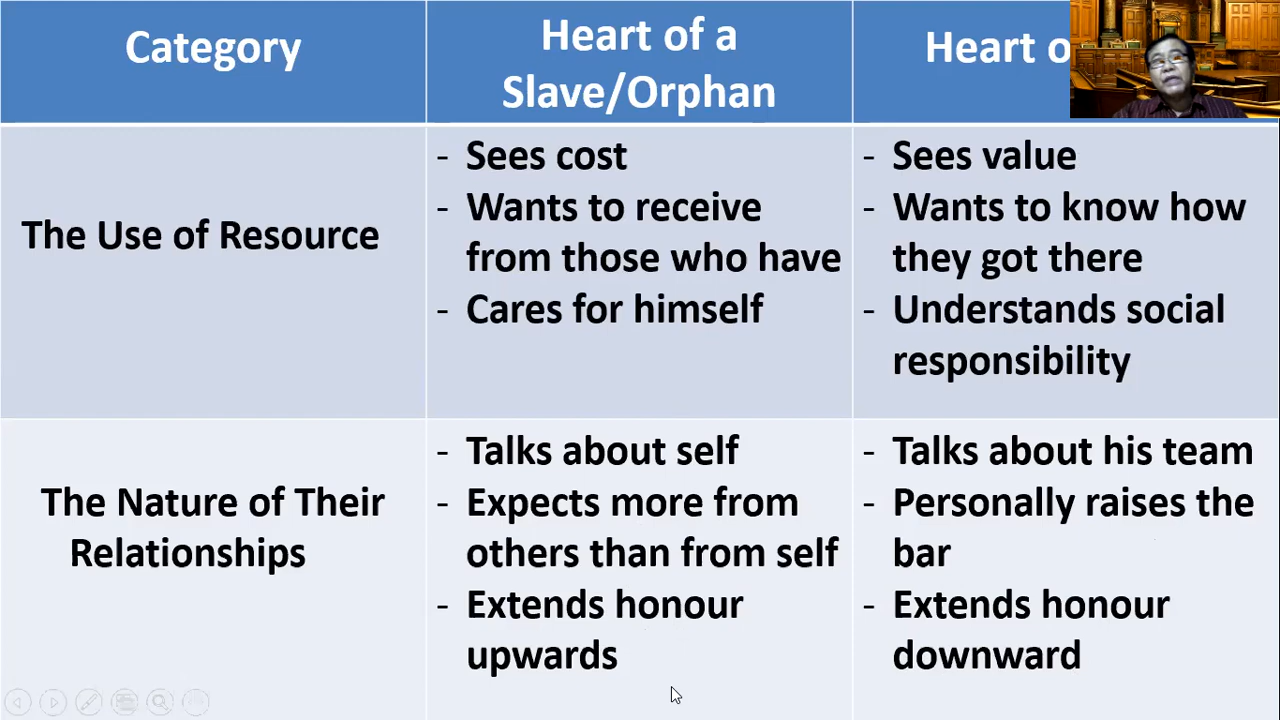 Category
Heart of a
Slave/Orphan
Heart
The Use of Resource
- Sees cost
- Wants to receive
from those who have
- Cares for himself
- Sees value
- Wants to know how
they got there
- Understands social
responsibility
The Nature of Their
Relationships
- Talks about self
- Expects more from
others than from self
- Extends honour
upwards
- Talks about his team
- Personally raises the
bar
- Extends honour
downward